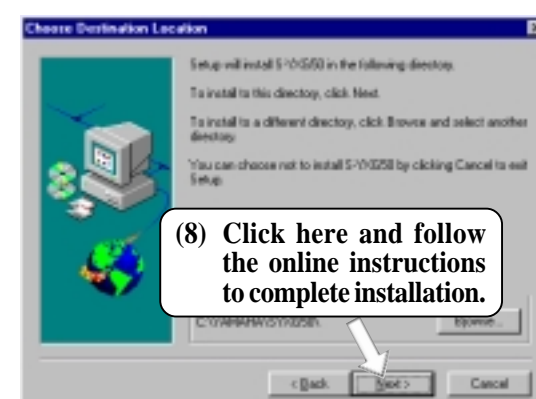 Choose Destination Location
Setup will install S-YXG50 in the following directory.
To install to this directory, click Next.
To install to a different directory, click Browse and select another
directory.
You can choose not to install S-YXG50 by clicking Cancel to exit
Setup.
(8) Click here and follow
the online instructions
to complete installation.
Browse...
< Back
Next >
Cancel